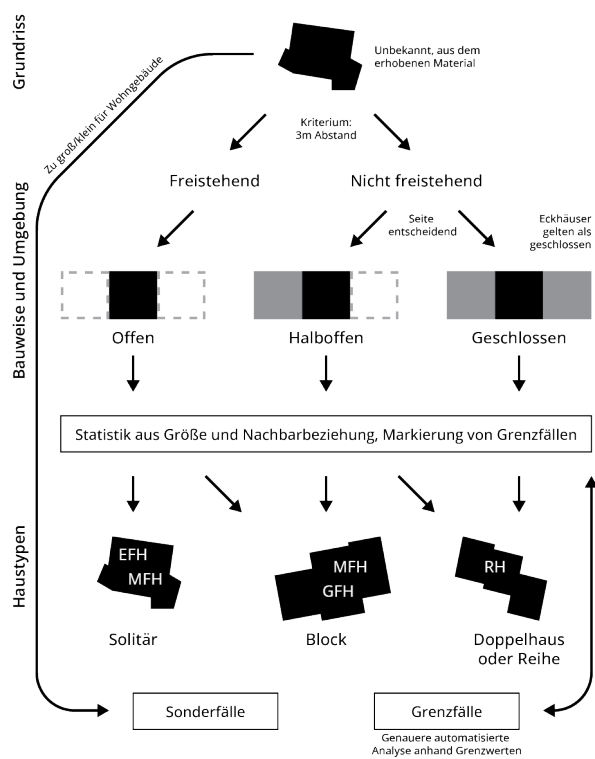 Grundriss
Unbekannt, aus dem
erhobenen Material
Zu groß/klein für Wohngebäude
Kriterium:
3m Abstand
Freistehend
Nicht freistehend
Bauweise und Umgebung
Seite
entscheidend
Eckhäuser
gelten als
geschlossen
Offen
Halboffen
Geschlossen
Statistik aus Größe und Nachbarbeziehung, Markierung von Grenzfällen
Haustypen
EFH
MFH
MFH
GFH
RH
Solitär
Block
Doppelhaus
oder Reihe
Sonderfälle
Grenzfälle
Genauere automatisierte
Analyse anhand Grenzwerten